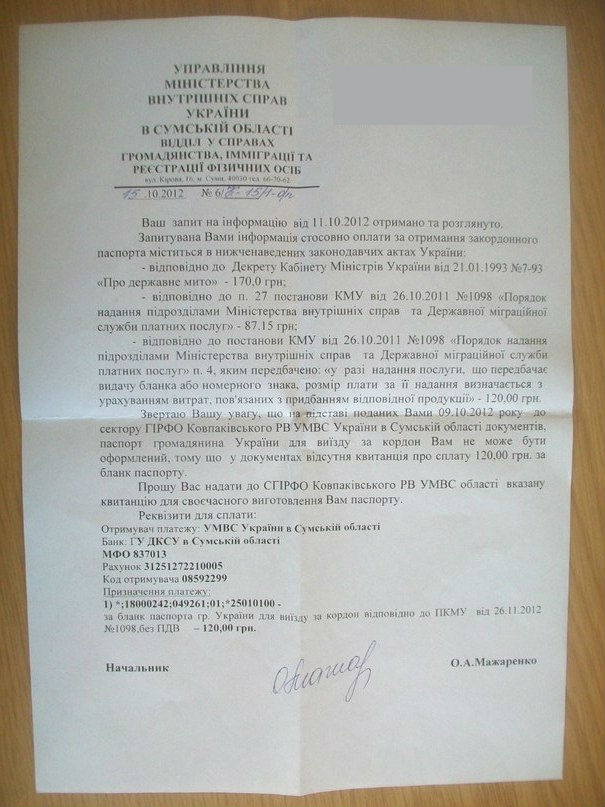 УПРАВЛІННЯ
МІНІСТЕРСТВА
ВНУТРІШНІХ СПРАВ
УКРАЇНИ
В СУМСЬКІЙ ОБЛАСТІ
ВІДДІЛ У СПРАВАХ
ГРОМАДЯНСТВА, ІММІГРАЦІЇ ТА
РЕЄСТРАЦІЇ ФІЗИЧНИХ ОСІБ
вул. Кірова, 16, м. Суми, 40030 тел. 66-70-62
15.10.2012 № 6/
Ваш запит на інформацію від 11.10.2012 отримано та розглянуто.
Запитувана Вами інформація стосовно оплати за отримання закордонного
паспорта міститься в нижченаведених законодавчих актах України:
- відповідно до Декрету Кабінету Міністрів України від 21.01.1993 №7-93
«Про державне мито» - 170,0 грн;
- відповідно до п. 27 постанови КМУ від 26.10.2011 №1098 «Порядок
надання підрозділами Міністерства внутрішніх справ та Державної міграційної
служби платних послуг» - 87.15 грн;
- відповідно до постанови КМУ від 26.10.2011 №1098 «Порядок надання
підрозділами Міністерства внутрішніх справ та Державної міграційної служби
платних послуг» п. 4, яким передбачено: «у разі надання послуги, що передбачає
видачу бланка або номерного знака, розмір плати за її надання визначається з
урахуванням витрат, пов'язаних з придбанням відповідної продукції» - 120,00 грн.
Звертаю Вашу увагу, що на підставі поданих Вами 09.10.2012 року до
сектору ГІРФО Ковпаківського РВ УМВС України в Сумській області документів,
паспорт громадянина України для виїзду за кордон Вам не може бути
оформлений, тому що у документах відсутня квитанція про сплату 120,00 грн. за
бланк паспорту.
Прошу Вас надати до СГІРФО Ковпаківського РВ УМВС області вказану
квитанцію для своєчасного виготовлення Вам паспорту.
Реквізити для сплати:
Отримувач платежу: УМВС України в Сумській області
Банк: ГУ ДКСУ в Сумській області
МФО 837013
Рахунок 31251272210005
Код отримувача 08592299
Призначення платежу:
1) *;18000242;049261;01;*25010100 -
за бланк паспорта гр. України для виїзду за кордон відповідно до ПКМУ від 26.11.2012
№1098,без ПДВ – 120,00 грн.
Начальник О.А.Мажаренко